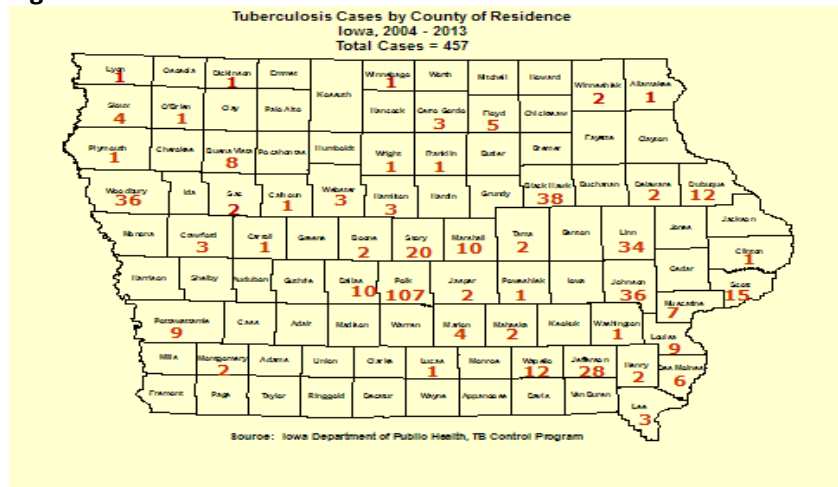 Tuberculosis Cases by County of Residence
Iowa, 2004 - 2013
Total Cases = 457
Lyon Osceola Dickinson Emmet Winnebago Worth Mitchell Howard
1 1 1
Kossuth Winneshiek Allamakee
2 1
Sioux O'Brien Clay Palo Alto Hancock Cerro Gordo Floyd Chickasaw
4 1 3 5
Plymouth Cherokee Buena Vista Pocahontas Humboldt Wright Franklin Butler Bremer Fayette Clayton
1 8 1 1
Woodbury Ida Sac Calhoun Webster Hamilton Hardin Grundy Black Hawk Buchanan Delaware Dubuque
36 2 1 3 3 38 2 12
Monona Crawford Carroll Greene Boone Story Marshall Tama Benton Linn Jones Jackson
3 1 2 20 10 2 34
Clinton
1
Harrison Shelby Audubon Guthrie Dallas Polk Jasper Poweshiek Iowa Johnson Cedar Scott
10 107 2 1 36 15
Muscatine
7
Pottawattamie Cass Adair Madison Warren Marion Mahaska Keokuk Washington Louisa
9 4 2 1 9
Mills Montgomery Adams Union Clarke Lucas Monroe Wapello Jefferson Henry Des Moines
2 1 12 28 2 6
Fremont Page Taylor Ringgold Decatur Wayne Appanoose Davis Van Buren Lee
3
Source: Iowa Department of Public Health, TB Control Program